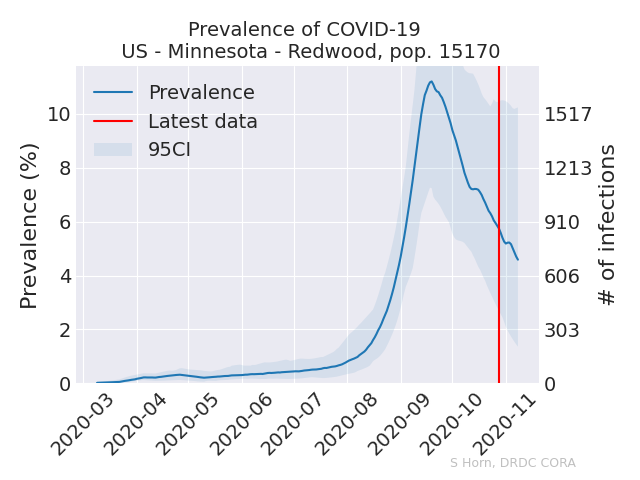 Prevalence of COVID-19
US - Minnesota - Redwood, pop. 15170
Prevalence
Latest data
95CI
Prevalence (%)
10
8
6
4
2
0
1517
1213
910
606
303
0
# of infections
2020-03
2020-04
2020-05
2020-06
2020-07
2020-08
2020-09
2020-10
2020-11
S Horn, DRDC CORA